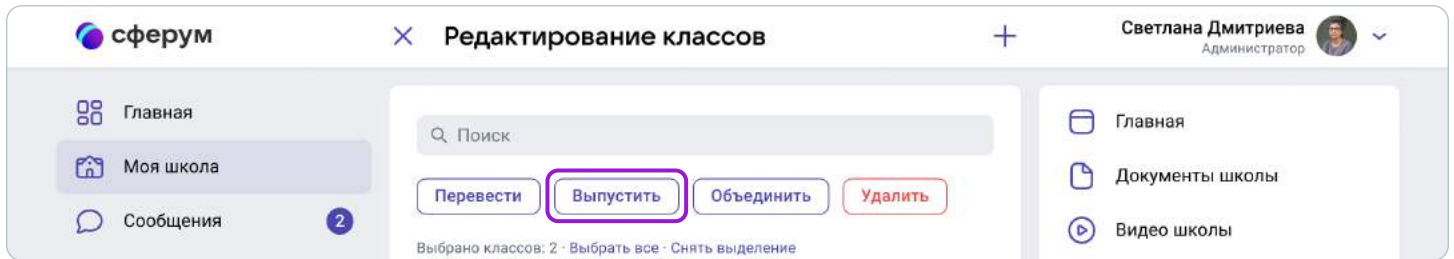 сферум
Редактирование классов
Светлана Дмитриева
Администратор
Главная
Моя школа
Сообщения 2
Поиск
Перевести Выпустить Объединить Удалить
Выбрано классов: 2 · Выбрать все · Снять выделение
Главная
Документы школы
Видео школы